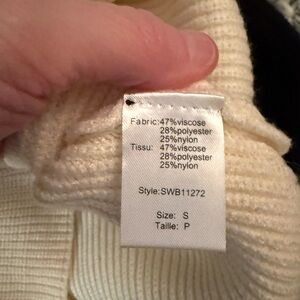 Fabric:47%viscose
28%polyester
25%nylon
Tissu: 47%viscose
28%polyester
25%nylon
Style:SWB11272
Size: S
Taille: P